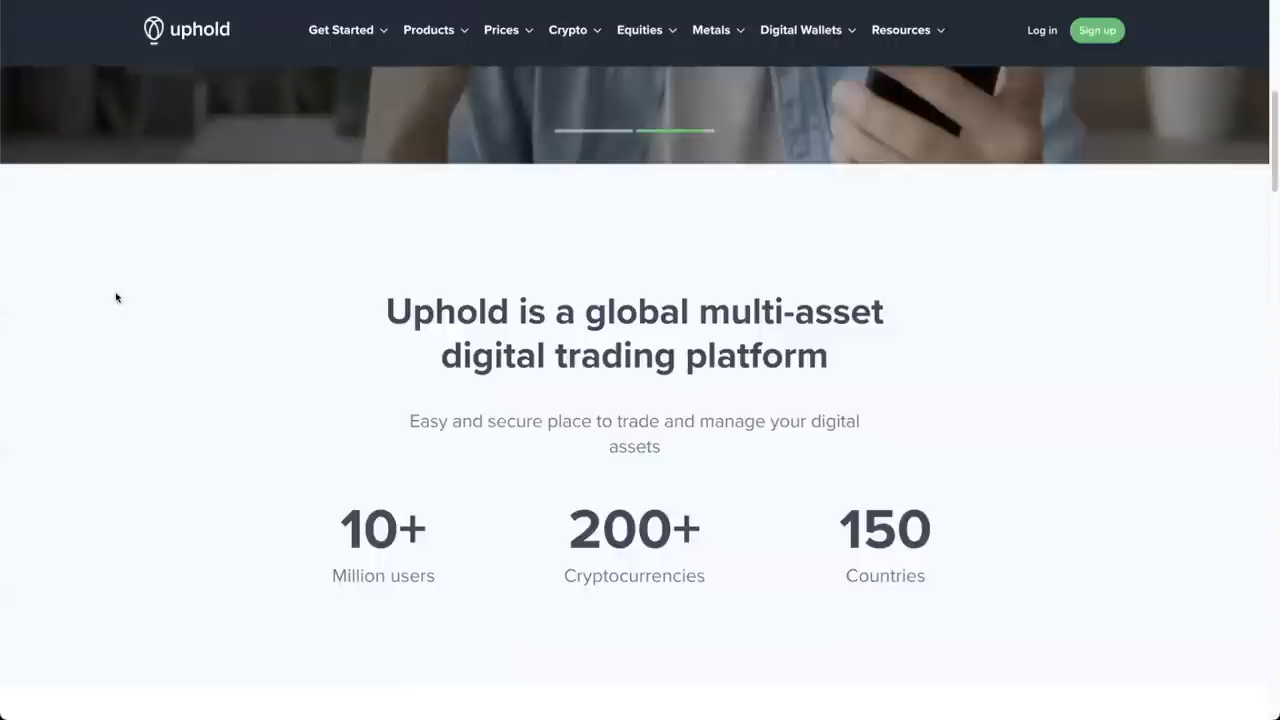 uphold Get Started Products Prices Crypto Equities Metals Digital Wallets Resources Log in Sign up
Uphold is a global multi-asset
digital trading platform
Easy and secure place to trade and manage your digital
assets
10+ 200+ 150
Million users Cryptocurrencies Countries